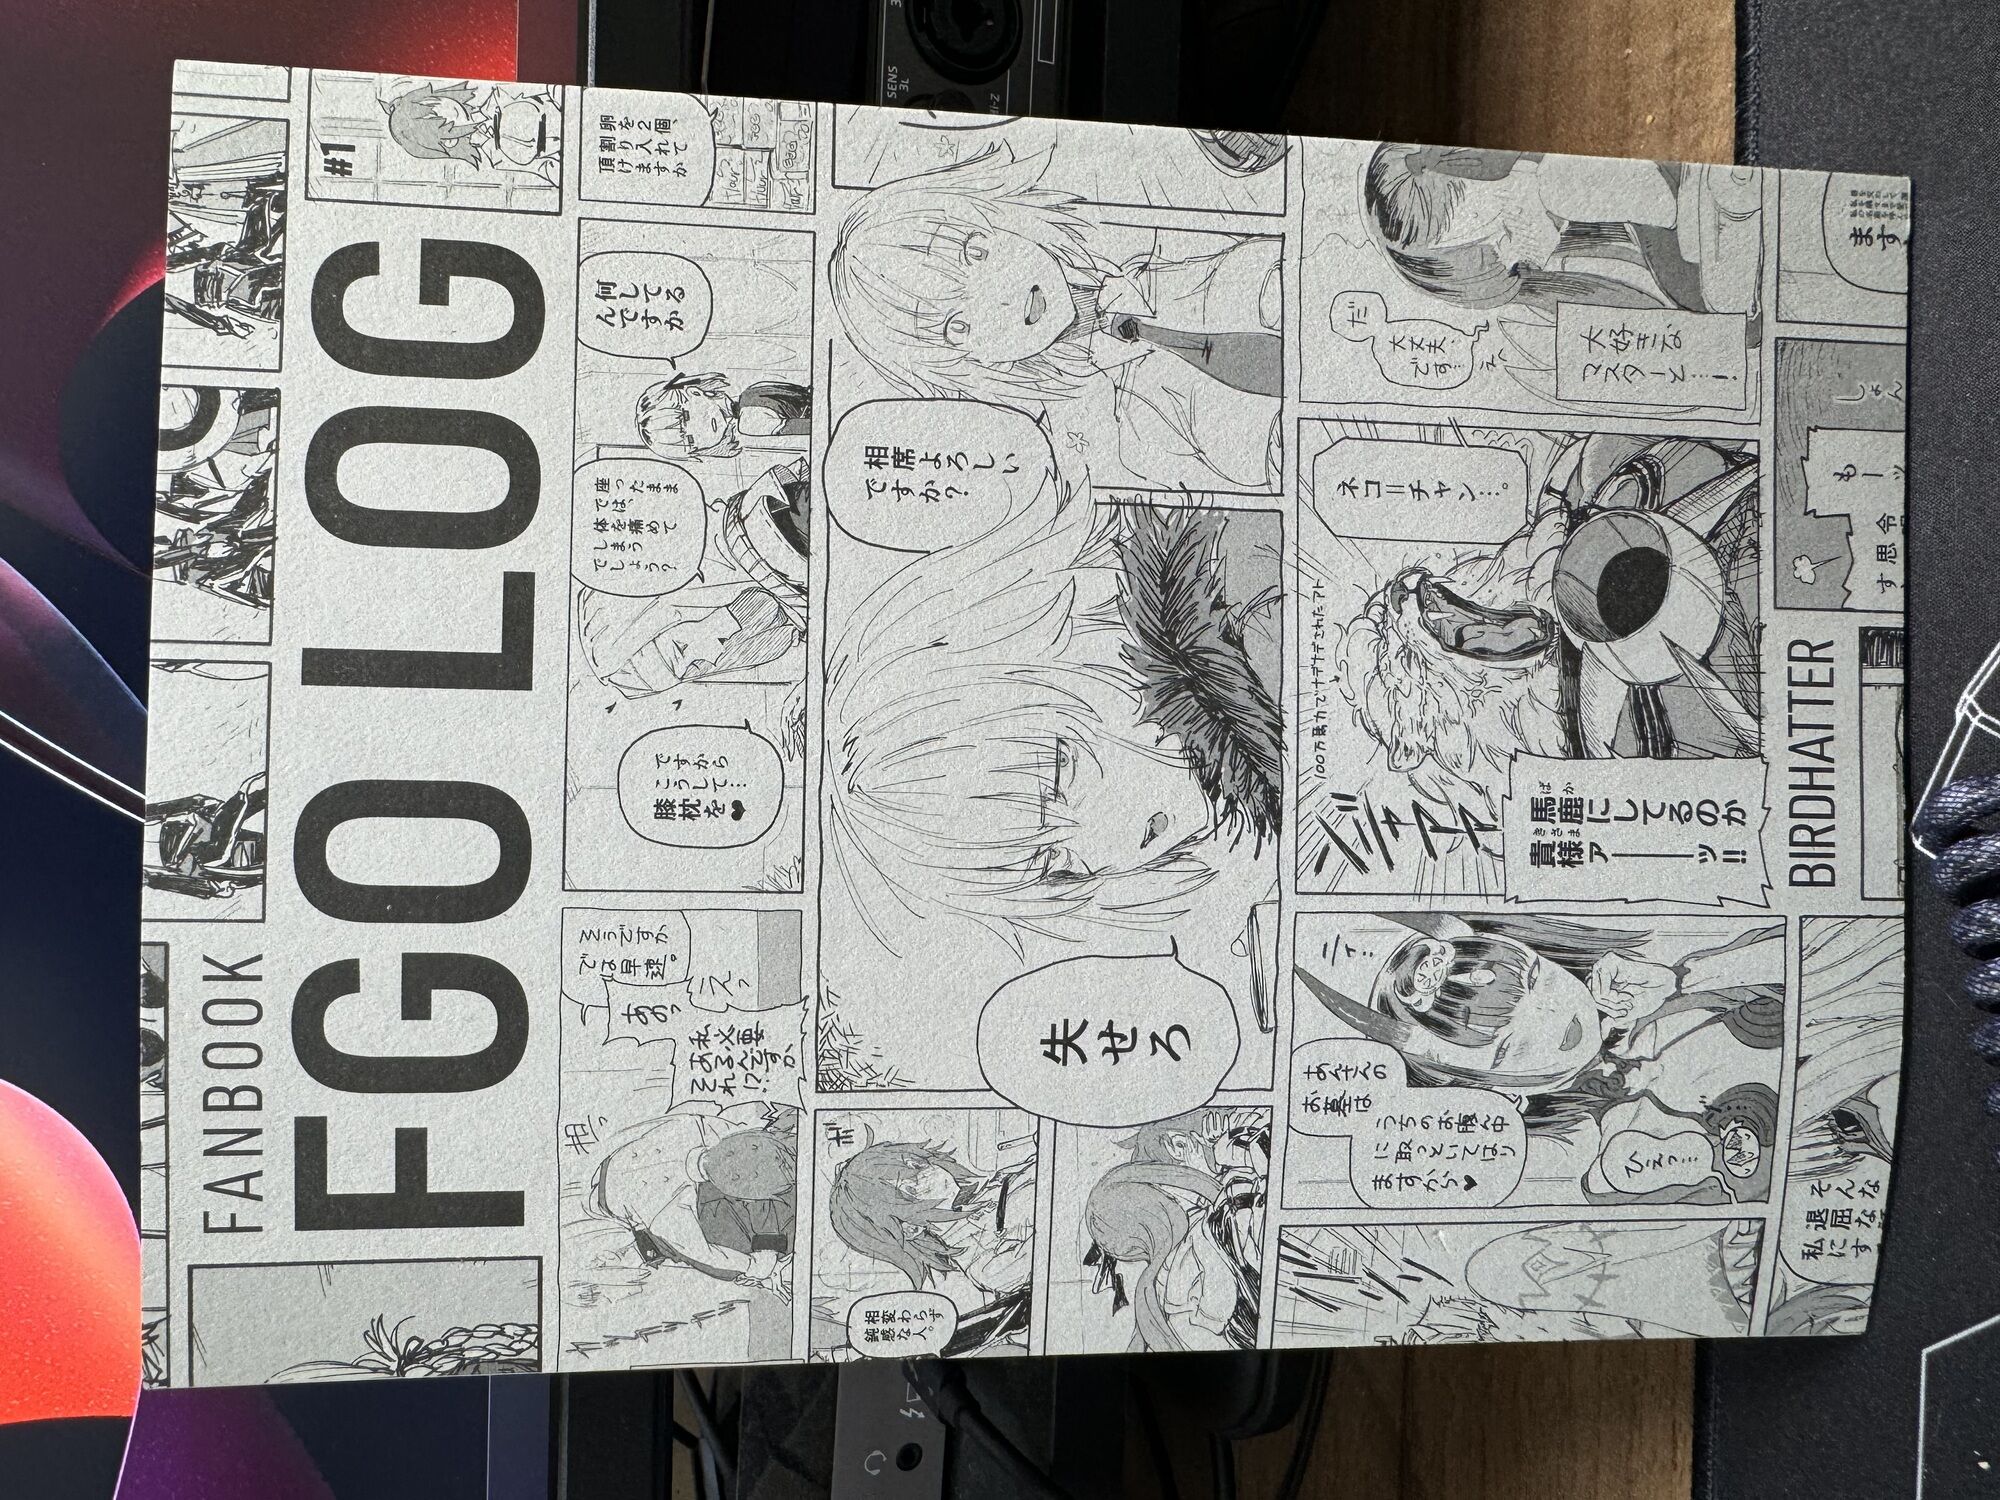 FANBOOK
FGO LOG
#1
そうですか
では早速。
あのっ
えっ
私必要
あるんですか
それ!?
何してる
んですか
座ったまま
では、
体を痛めて
しまう
でしょう?
ですから
こうして…
膝枕を♥
卵を2個、
割り入れて
頂けますか
相変わらず
鈍感な人。
相席よろしい
ですか?
失せろ
ニィ…
あんさんの
お墓は
うちのお腹ん中
に取っといてはり
ますから♥
ひえっ…
100万馬力でナデナデされたアト
ネコ=チャン…。
ジャアアア
馬鹿にしてるのか
ばか
貴様ァ――ッ!!
きさま
だ
大丈夫、
です…
大好きな
マスターと…!
そんな
退屈な
私にす
BIRDHATTER
しょん
もーッ
令
思
す
ます
SENS
3L
Hi-Z